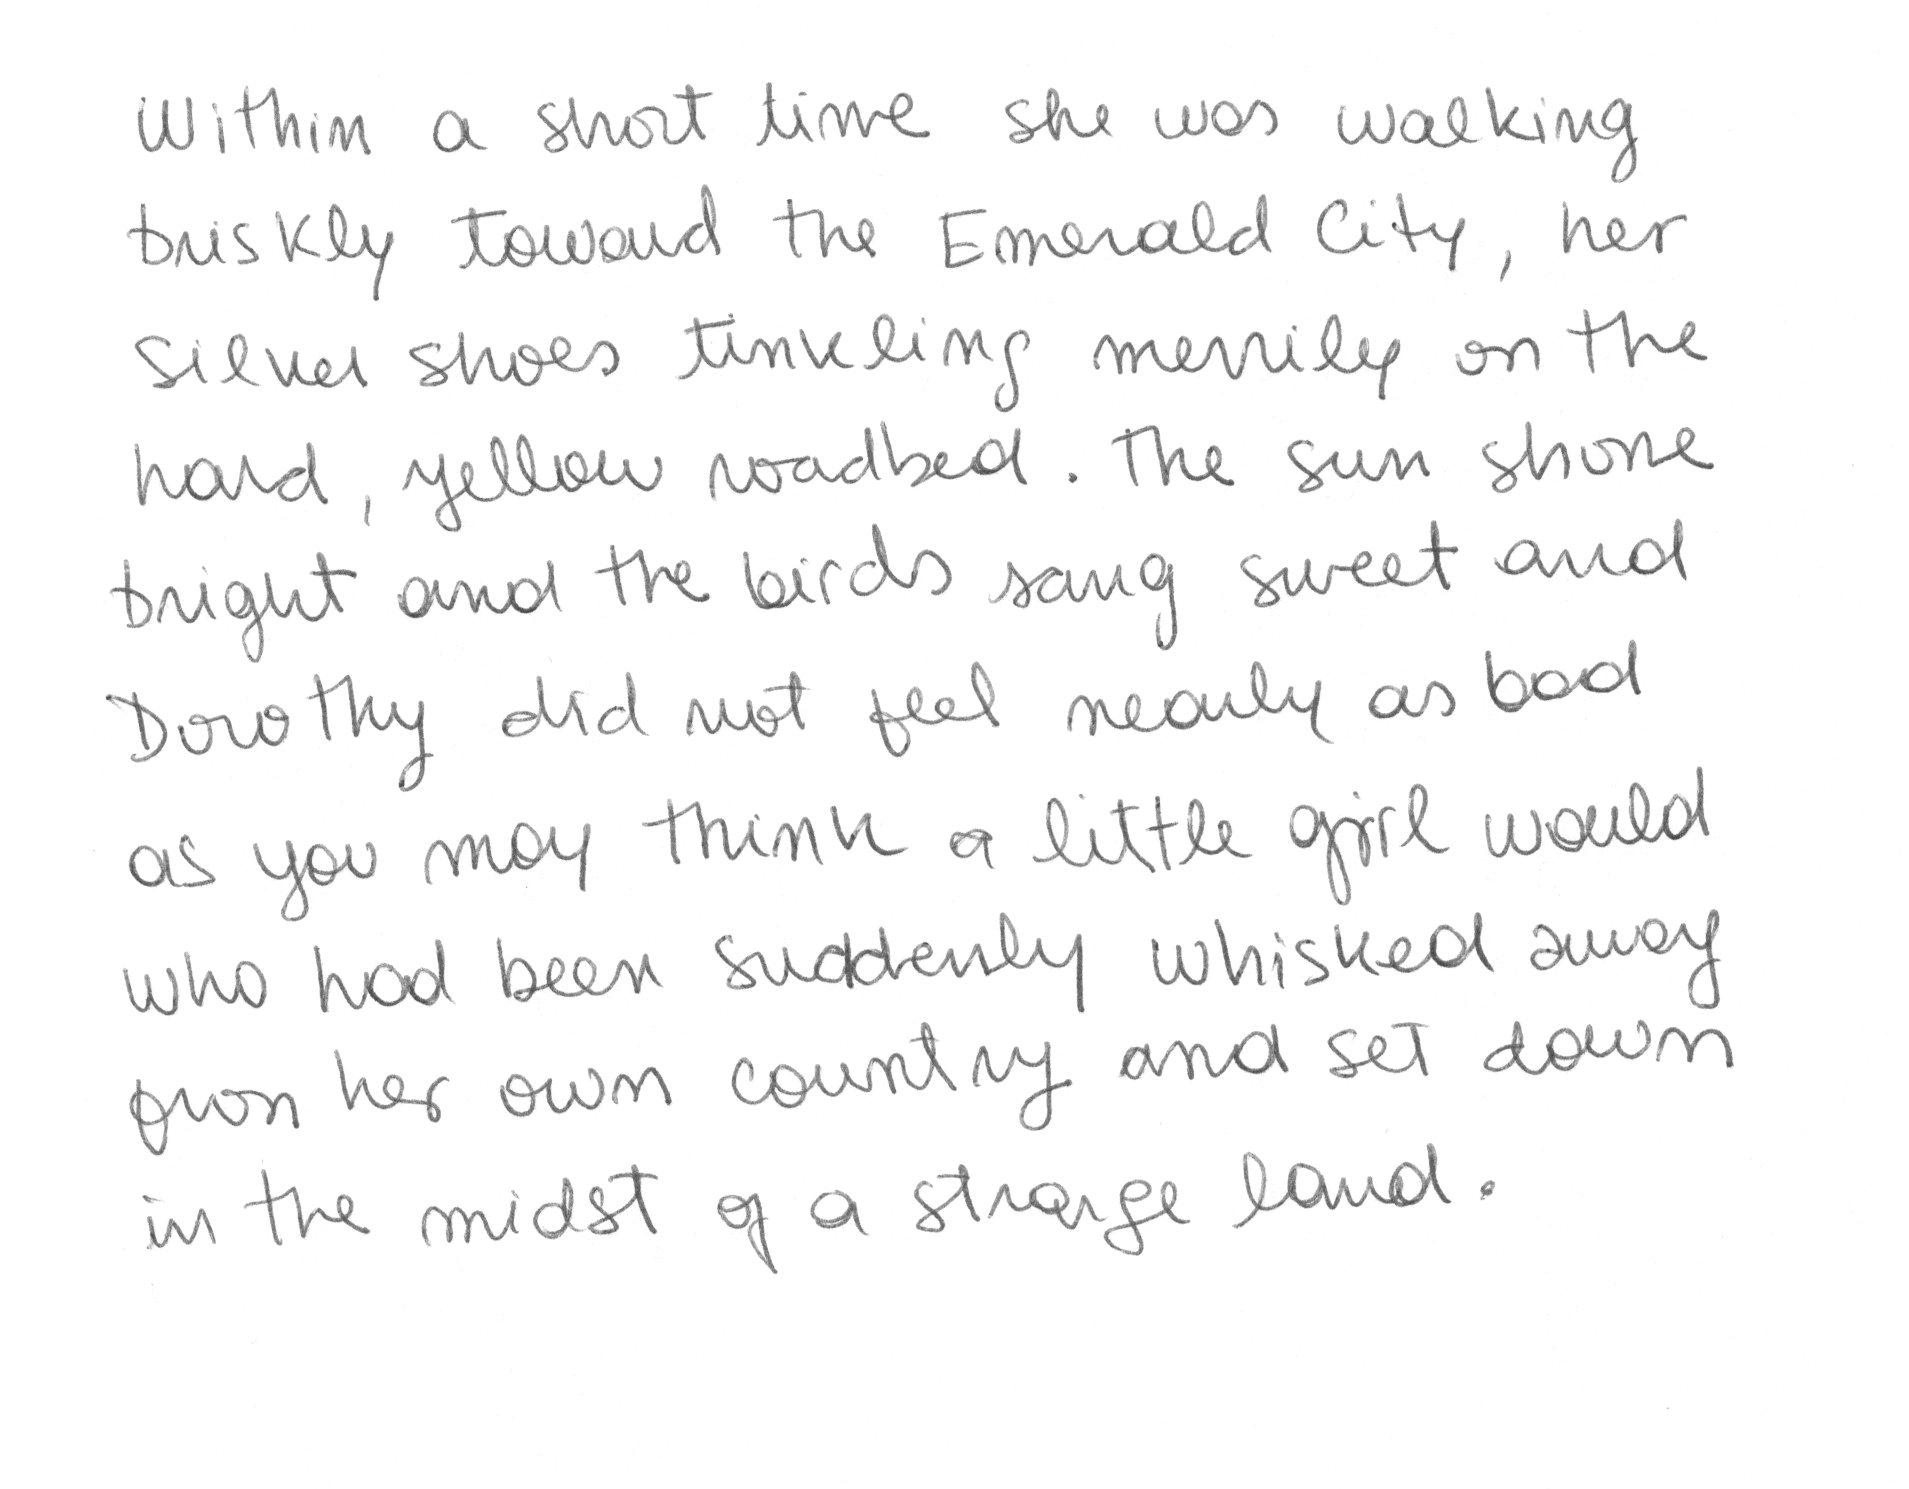 Within a short time she was walking
briskly toward the Emerald City, her
silver shoes tinkling merrily on the
hard, yellow roadbed. The sun shone
bright and the birds sang sweet and
Dorothy did not feel nearly as bad
as you may think a little girl would
who had been suddenly whisked away
from her own country and set down
in the midst of a strange land.